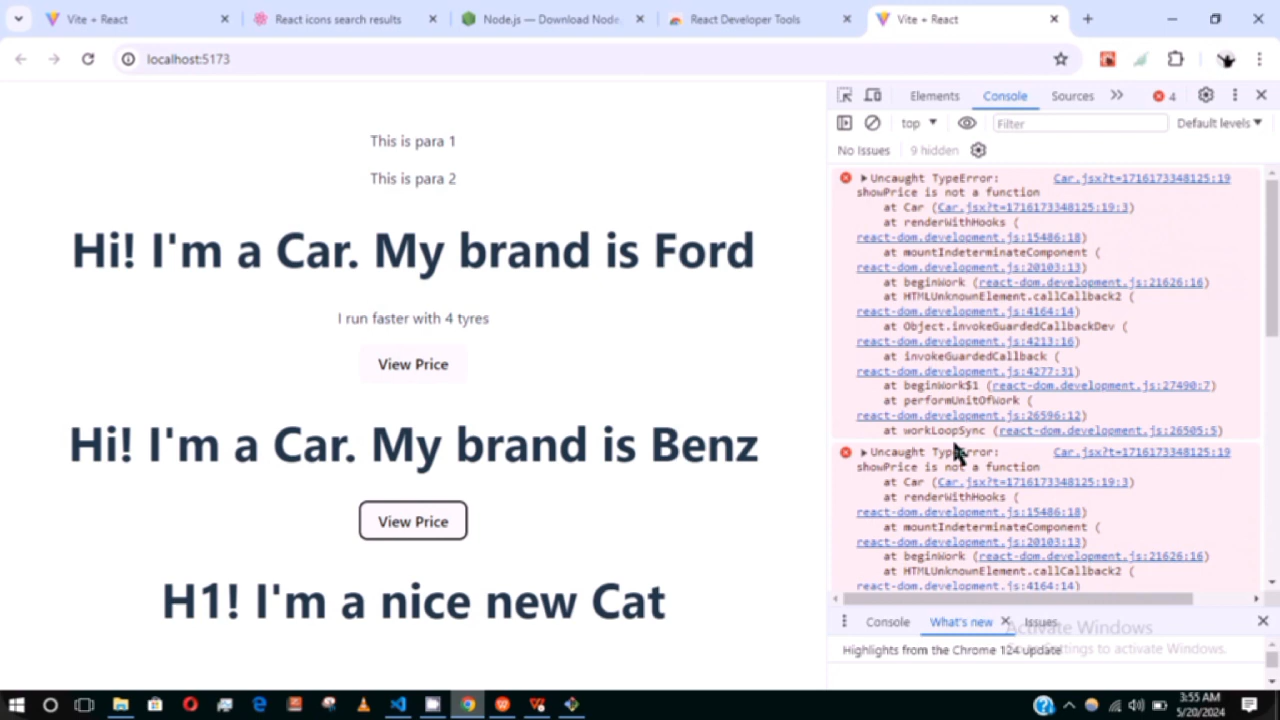 Vite + React
React icons search results
Node.js — Download Node.
React Developer Tools
Vite + React
localhost:5173
This is para 1
This is para 2
Hi! I'm a Car. My brand is Ford
I run faster with 4 tyres
View Price
Hi! I'm a Car. My brand is Benz
View Price
H1! I'm a nice new Cat
Elements Console Sources 4
top Filter Default levels
No Issues 9 hidden
Uncaught TypeError: Car.jsx?t=1716173348125:19
showPrice is not a function
at Car (Car.jsx?t=1716173348125:19:3)
at renderWithHooks (
react-dom.development.js:15486:18)
at mountIndeterminateComponent (
react-dom.development.js:20103:13)
at beginWork (react-dom.development.js:21626:16)
at HTMLUnknownElement.callCallback2 (
react-dom.development.js:4164:14)
at Object.invokeGuardedCallbackDev (
react-dom.development.js:4213:16)
at invokeGuardedCallback (
react-dom.development.js:4277:31)
at beginWork$1 (react-dom.development.js:27490:7)
at performUnitOfWork (
react-dom.development.js:26596:12)
at workLoopSync (react-dom.development.js:26505:5)
Uncaught TypeError: Car.jsx?t=1716173348125:19
showPrice is not a function
at Car (Car.jsx?t=1716173348125:19:3)
at renderWithHooks (
react-dom.development.js:15486:18)
at mountIndeterminateComponent (
react-dom.development.js:20103:13)
at beginWork (react-dom.development.js:21626:16)
at HTMLUnknownElement.callCallback2 (
react-dom.development.js:4164:14)
Console What's new Issues
Activate Windows
Highlights from the Chrome 124 update
Go to Settings to activate Windows.
3:55 AM
5/20/2024